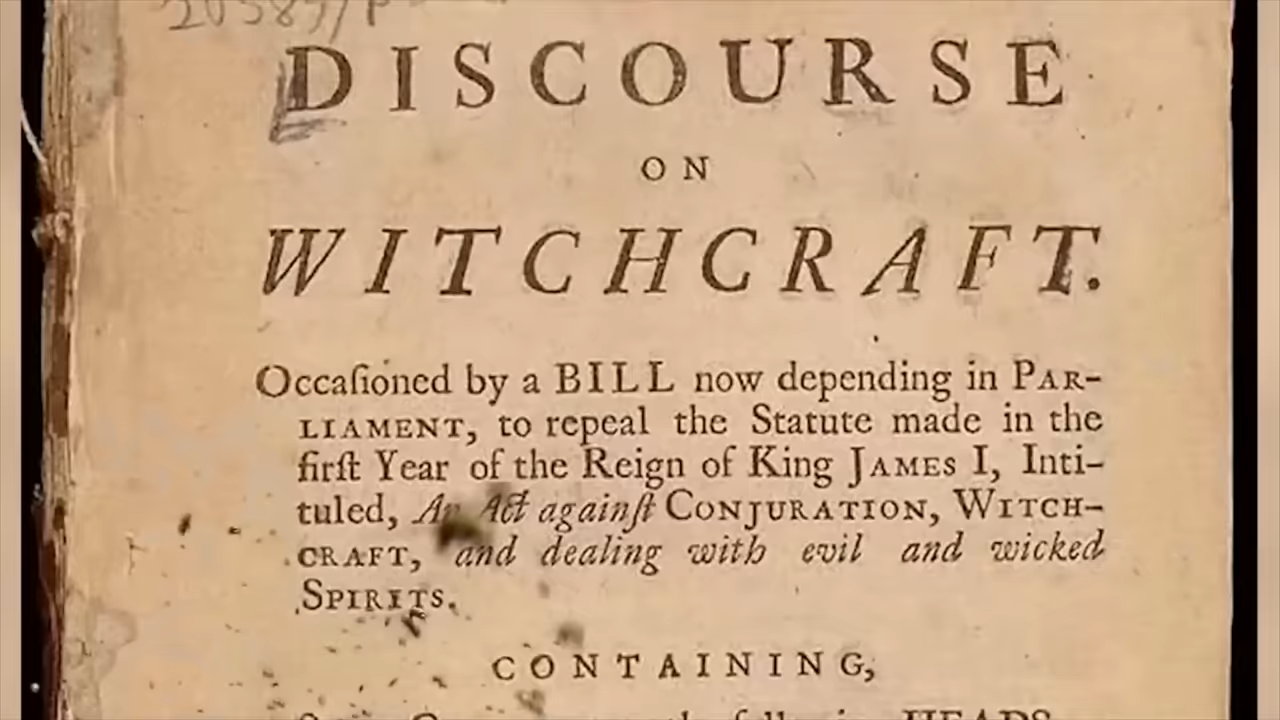 DISCOURSE
ON
WITCHCRAFT.
Occaſioned by a BILL now depending in PAR-
LIAMENT, to repeal the Statute made in the
firſt Year of the Reign of King JAMES I, Inti-
tuled, An Act againſt CONJURATION, WITCH-
CRAFT, and dealing with evil and wicked
SPIRITS.
CONTAINING,
HEADS